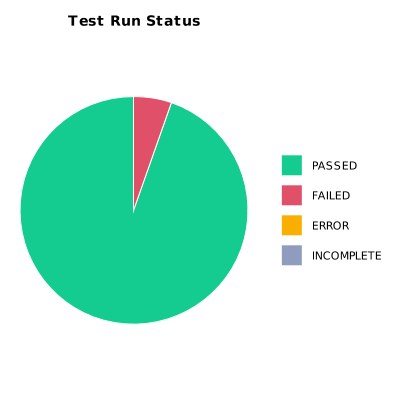 Test Run Status
PASSED
FAILED
ERROR
INCOMPLETE